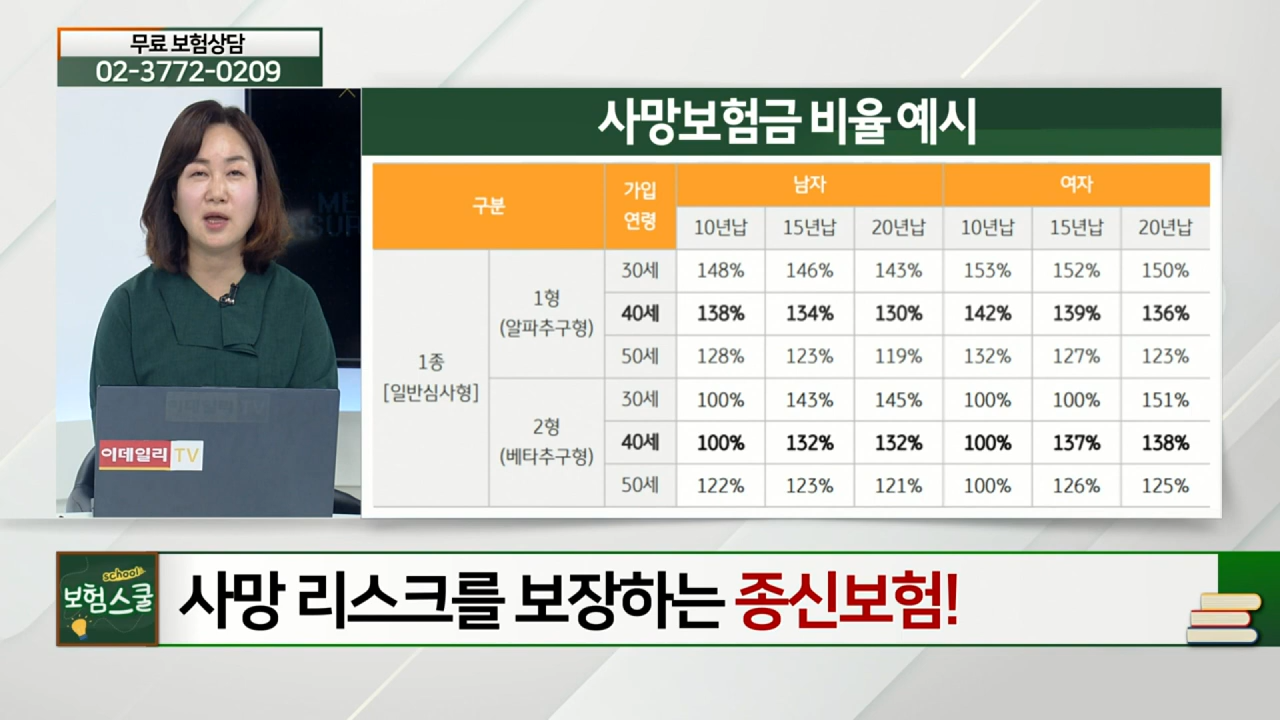 무료 보험상담
02-3772-0209
사망보험금 비율 예시
구분 가입 연령 남자 여자
10년납 15년납 20년납 10년납 15년납 20년납
1종 [일반심사형]
1형 (알파추구형)
30세 148% 146% 143% 153% 152% 150%
40세 138% 134% 130% 142% 139% 136%
50세 128% 123% 119% 132% 127% 123%
2형 (베타추구형)
30세 100% 143% 145% 100% 100% 151%
40세 100% 132% 132% 100% 137% 138%
50세 122% 123% 121% 100% 126% 125%
이데일리 TV
school
보험스쿨
사망 리스크를 보장하는 종신보험!